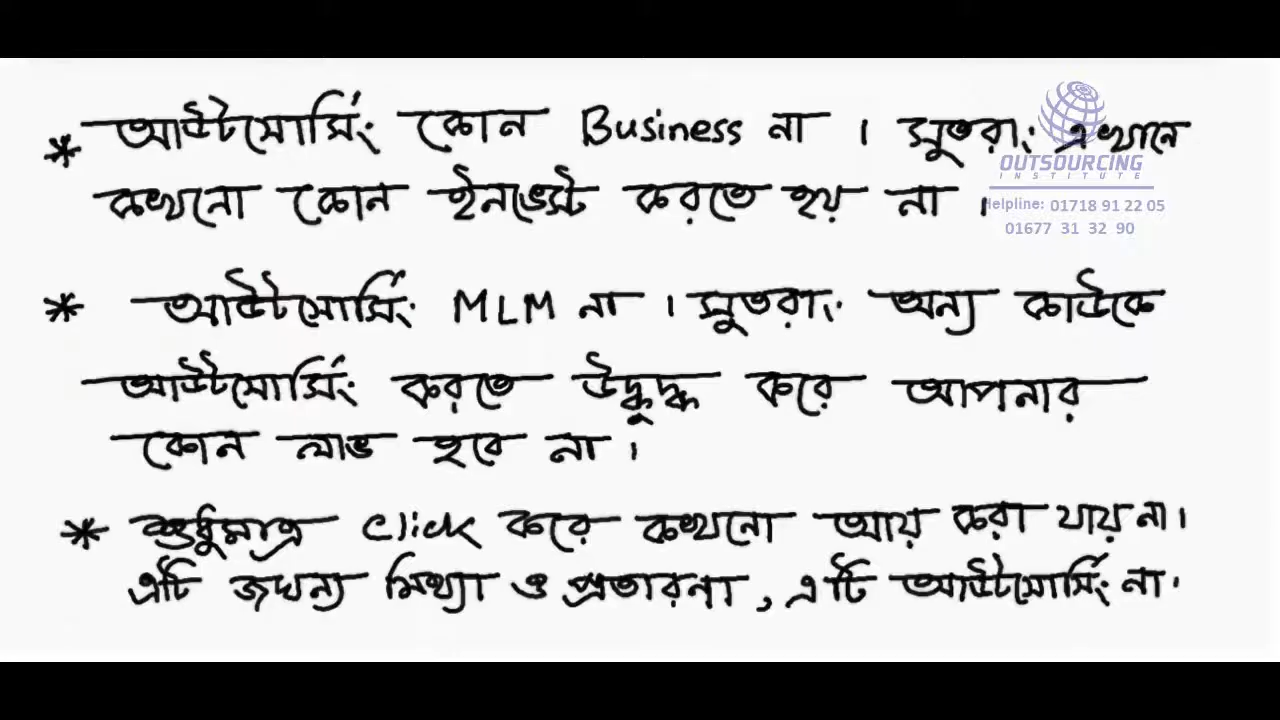 * আউটসোর্সিং কোন Business না । সুতরাং এখানে
কখনো কোন ইনভেস্ট করতে হয় না ।
OUTSOURCING
INSTITUTE
Helpline: 01718 91 22 05
01677 31 32 90
* আউটসোর্সিং MLM না । সুতরাং অন্য কাউকে
আউটসোর্সিং করতে উদ্বুদ্ধ করে আপনার
কোন লাভ হবে না ।
* শুধুমাত্র Click করে কখনো আয় করা যায় না ।
এটি জঘন্য মিথ্যা ও প্রতারনা , এটি আউটসোর্সিং না ।